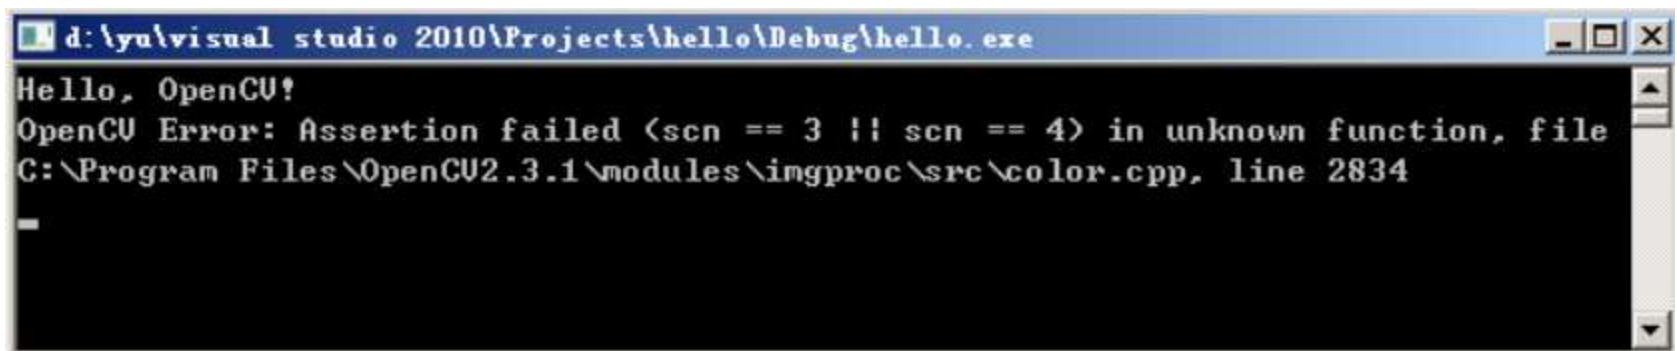 d:\yu\visual studio 2010\Projects\hello\Debug\hello.exe
Hello, OpenCV!
OpenCV Error: Assertion failed (scn == 3 || scn == 4) in unknown function, file
C:\Program Files\OpenCV2.3.1\modules\imgproc\src\color.cpp, line 2834